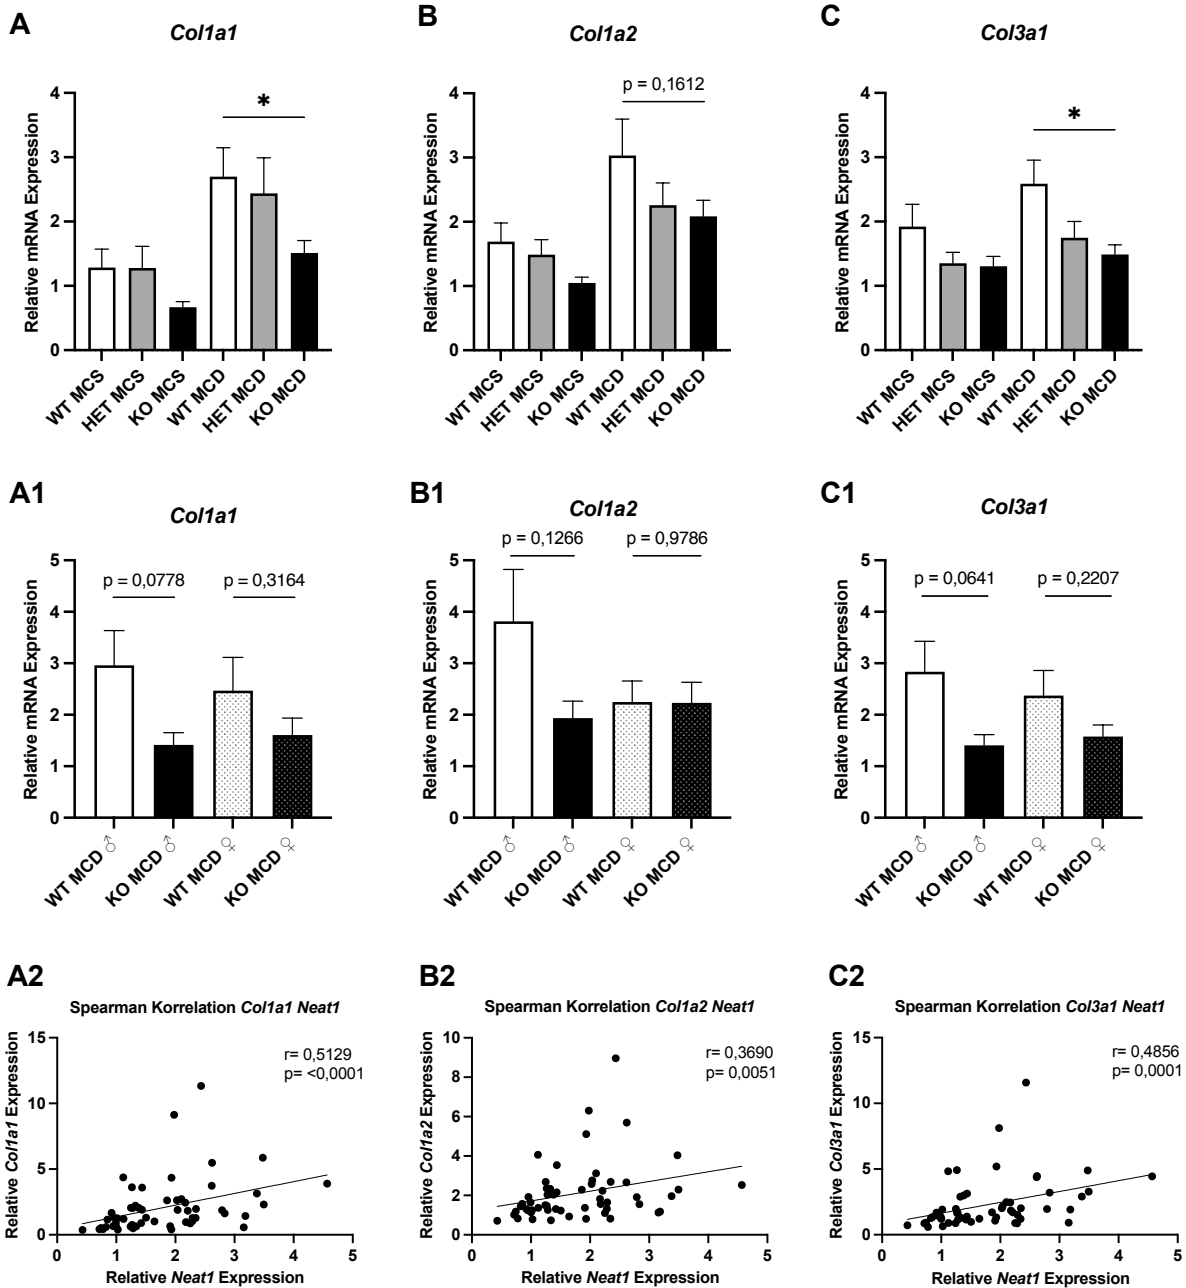 A
Col1a1
Relative mRNA Expression
4
3
2
1
0
*
WT MCS
HET MCS
KO MCS
WT MCD
HET MCD
KO MCD
B
Col1a2
Relative mRNA Expression
4
3
2
1
0
p = 0,1612
WT MCS
HET MCS
KO MCS
WT MCD
HET MCD
KO MCD
C
Col3a1
Relative mRNA Expression
4
3
2
1
0
*
WT MCS
HET MCS
KO MCS
WT MCD
HET MCD
KO MCD
A1
Col1a1
Relative mRNA Expression
5
4
3
2
1
0
p = 0,0778
p = 0,3164
WT MCD ♂
KO MCD ♂
WT MCD ♀
KO MCD ♀
B1
Col1a2
Relative mRNA Expression
5
4
3
2
1
0
p = 0,1266
p = 0,9786
WT MCD ♂
KO MCD ♂
WT MCD ♀
KO MCD ♀
C1
Col3a1
Relative mRNA Expression
5
4
3
2
1
0
p = 0,0641
p = 0,2207
WT MCD ♂
KO MCD ♂
WT MCD ♀
KO MCD ♀
A2
Spearman Korrelation Col1a1 Neat1
Relative Col1a1 Expression
15
10
5
0
r= 0,5129
p= <0,0001
0 1 2 3 4 5
Relative Neat1 Expression
B2
Spearman Korrelation Col1a2 Neat1
Relative Col1a2 Expression
10
8
6
4
2
0
r= 0,3690
p= 0,0051
0 1 2 3 4 5
Relative Neat1 Expression
C2
Spearman Korrelation Col3a1 Neat1
Relative Col3a1 Expression
15
10
5
0
r= 0,4856
p= 0,0001
0 1 2 3 4 5
Relative Neat1 Expression